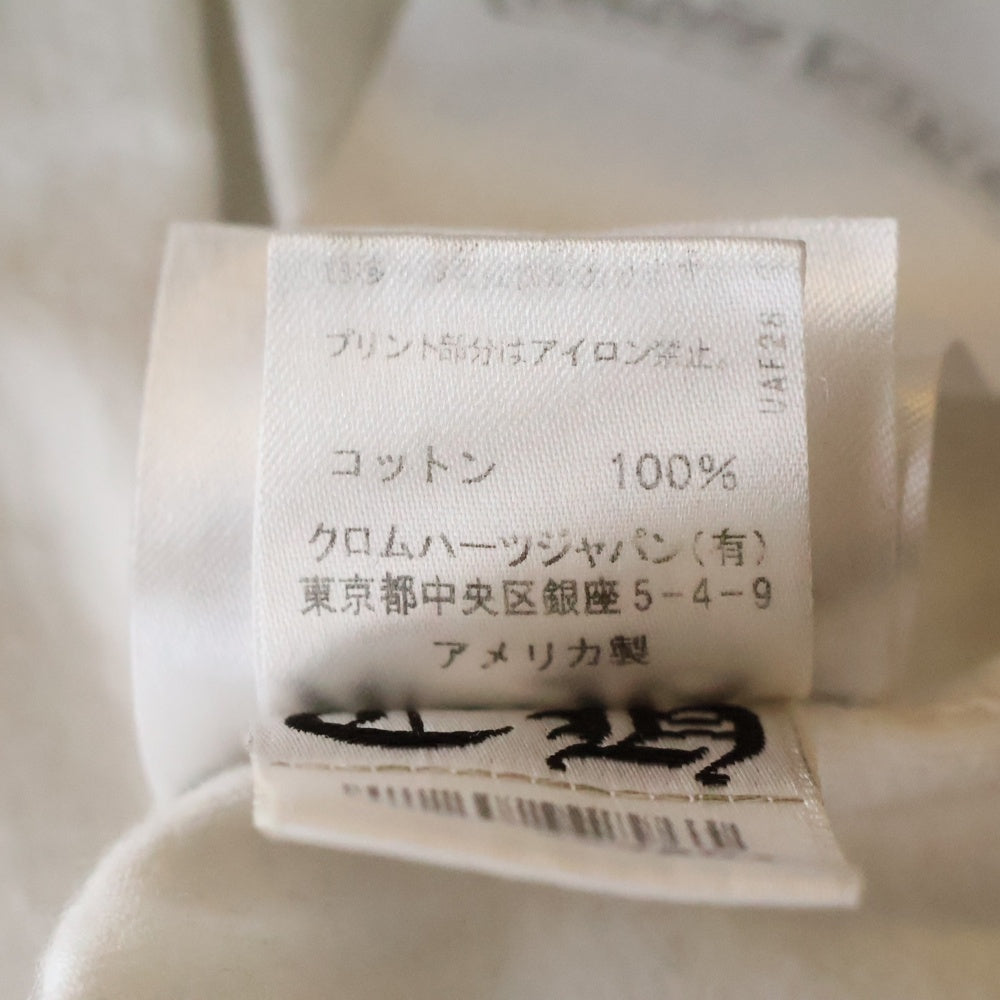 プリント部分はアイロン禁止。
UAF26
コットン 100%
クロムハーツジャパン(有)
東京都中央区銀座5-4-9
アメリカ製